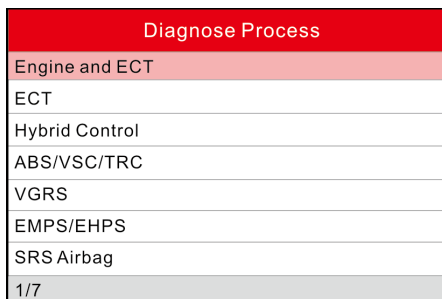 Diagnose Process
Engine and ECT
ECT
Hybrid Control
ABS/VSC/TRC
VGRS
EMPS/EHPS
SRS Airbag
1/7